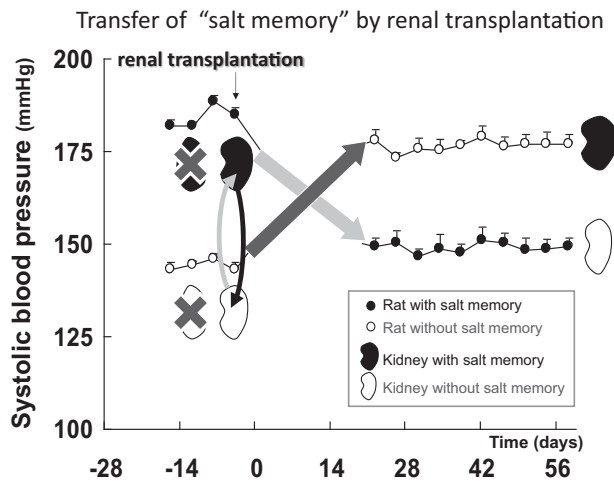 Transfer of “salt memory” by renal transplantation
Systolic blood pressure (mmHg)
200
175
150
125
100
renal transplantation
Rat with salt memory
Rat without salt memory
Kidney with salt memory
Kidney without salt memory
Time (days)
-28 -14 0 14 28 42 56